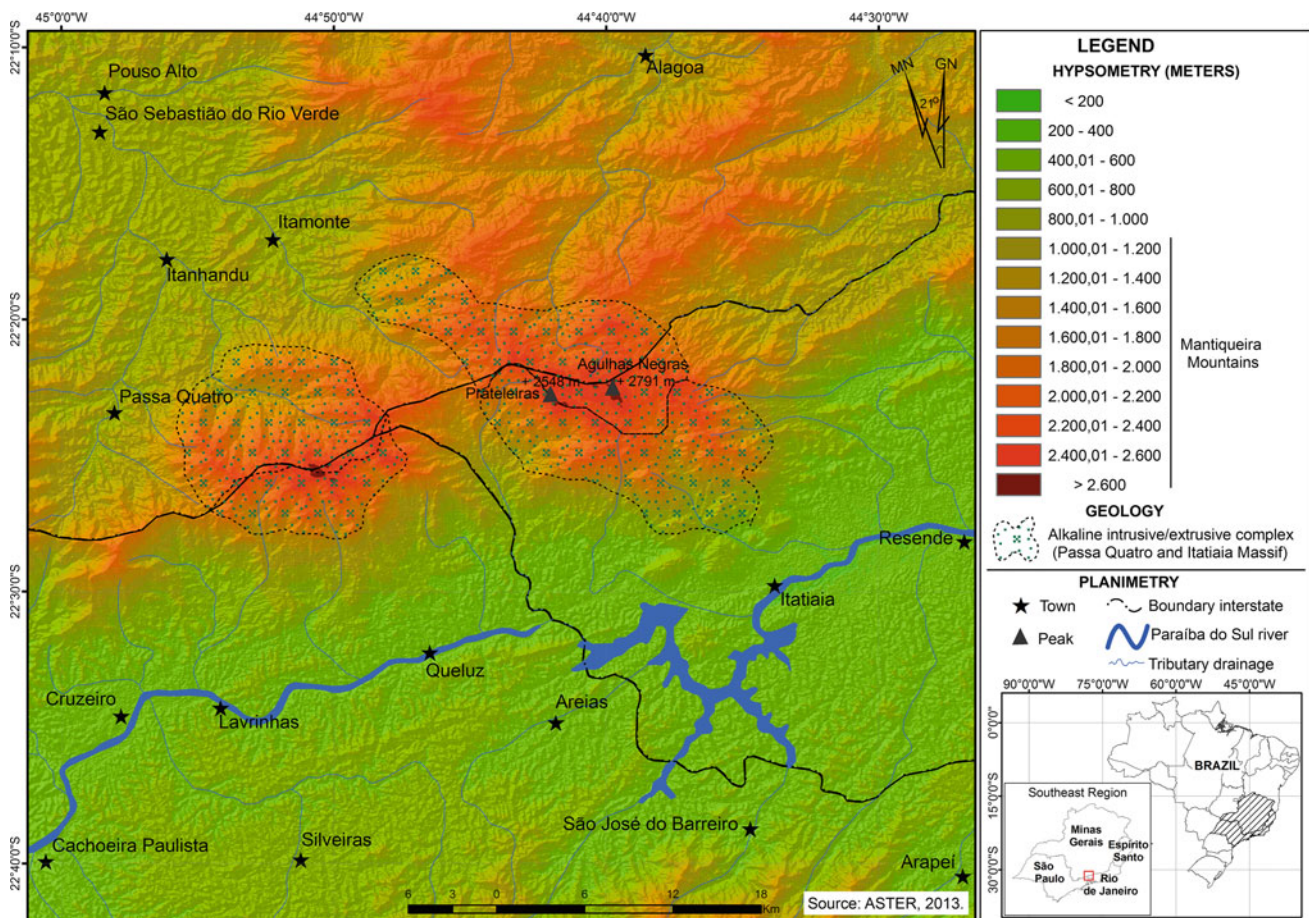 45°0'0"W
44°50'0"W
44°40'0"W
44°30'0"W
22°10'0"S
22°20'0"S
22°30'0"S
22°40'0"S
Pouso Alto
São Sebastião do Rio Verde
Alagoa
MN
GN
21º
Itamonte
Itanhandu
Agulhas Negras
+ 2548 m
+ 2791 m
Prateleiras
Passa Quatro
Resende
Itatiaia
Queluz
Cruzeiro
Lavrinhas
Areias
São José do Barreiro
Cachoeira Paulista
Silveiras
Arapeí
6 3 0 6 12 18
Km
Source: ASTER, 2013.
LEGEND
HYPSOMETRY (METERS)
< 200
200 - 400
400,01 - 600
600,01 - 800
800,01 - 1.000
1.000,01 - 1.200
1.200,01 - 1.400
1.400,01 - 1.600
1.600,01 - 1.800
1.800,01 - 2.000
2.000,01 - 2.200
2.200,01 - 2.400
2.400,01 - 2.600
> 2.600
Mantiqueira
Mountains
GEOLOGY
Alkaline intrusive/extrusive complex
(Passa Quatro and Itatiaia Massif)
PLANIMETRY
Town
Boundary interstate
Peak
Paraíba do Sul river
Tributary drainage
90°0'0"W 75°0'0"W 60°0'0"W 45°0'0"W
0°0'0"
15°0'0"S
30°0'0"S
BRAZIL
Southeast Region
Minas
Gerais
Espírito
Santo
São
Paulo
Rio
de Janeiro